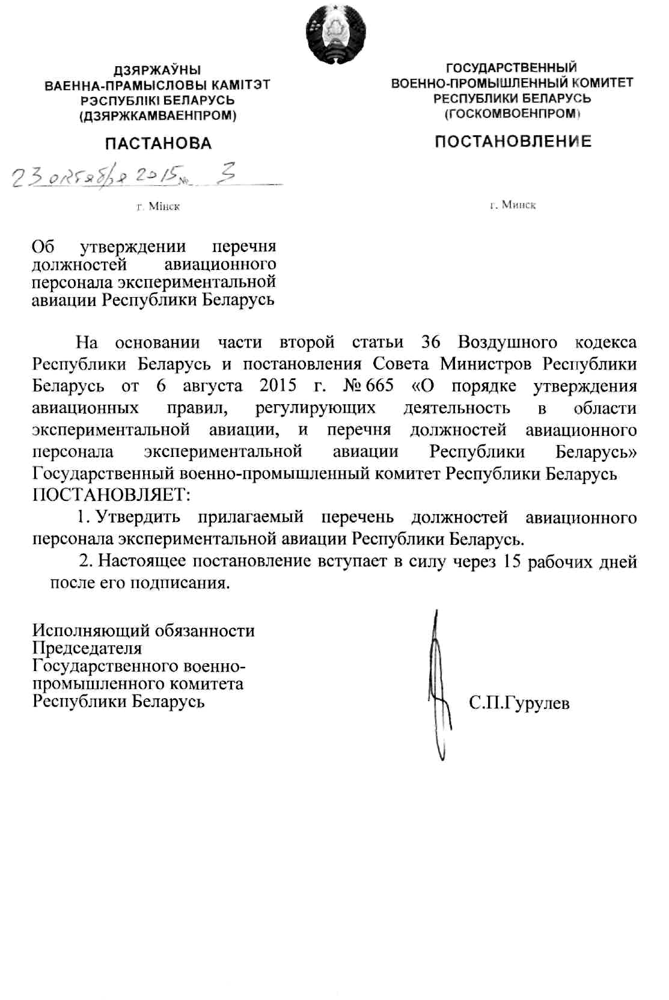 ДЗЯРЖАЎНЫ
ВАЕННА-ПРАМЫСЛОВЫ КАМІТЭТ
РЭСПУБЛІКІ БЕЛАРУСЬ
(ДЗЯРЖКАМВАЕНПРОМ)
ПАСТАНОВА
23 октября 2015 № 3
г. Мінск
ГОСУДАРСТВЕННЫЙ
ВОЕННО-ПРОМЫШЛЕННЫЙ КОМИТЕТ
РЕСПУБЛИКИ БЕЛАРУСЬ
(ГОСКОМВОЕНПРОМ)
ПОСТАНОВЛЕНИЕ
г. Минск
Об утверждении перечня
должностей авиационного
персонала экспериментальной
авиации Республики Беларусь
На основании части второй статьи 36 Воздушного кодекса
Республики Беларусь и постановления Совета Министров Республики
Беларусь от 6 августа 2015 г. № 665 «О порядке утверждения
авиационных правил, регулирующих деятельность в области
экспериментальной авиации, и перечня должностей авиационного
персонала экспериментальной авиации Республики Беларусь»
Государственный военно-промышленный комитет Республики Беларусь
ПОСТАНОВЛЯЕТ:
1. Утвердить прилагаемый перечень должностей авиационного
персонала экспериментальной авиации Республики Беларусь.
2. Настоящее постановление вступает в силу через 15 рабочих дней
после его подписания.
Исполняющий обязанности
Председателя
Государственного военно-
промышленного комитета
Республики Беларусь
С.П.Гурулев